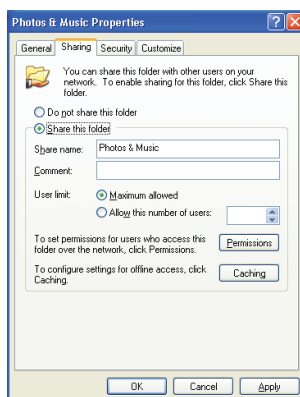 Photos & Music Properties
General Sharing Security Customize
You can share this folder with other users on your
network. To enable sharing for this folder, click Share this
folder.
Do not share this folder
Share this folder
Share name: Photos & Music
Comment:
User limit: Maximum allowed
Allow this number of users:
To set permissions for users who access this
folder over the network, click Permissions.
Permissions
To configure settings for offline access, click
Caching.
Caching
OK Cancel Apply